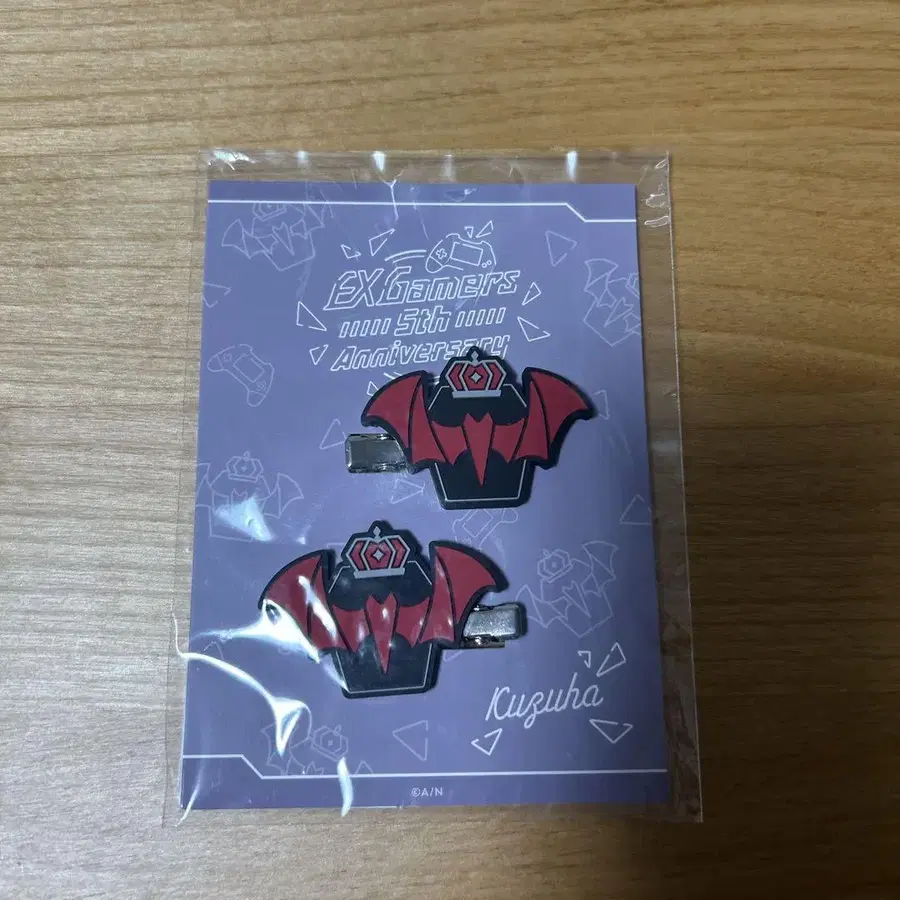 EX Gamers
5th
Anniversary
Kuzuha
©A/N